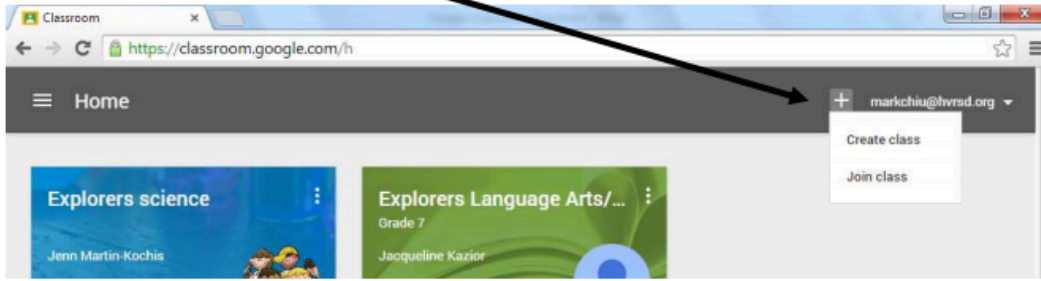 Classroom
https://classroom.google.com/h
Home
markchiu@hvrsd.org
Create class
Join class
Explorers science
Jenn Martin-Kochis
Explorers Language Arts/...
Grade 7
Jacqueline Kazior